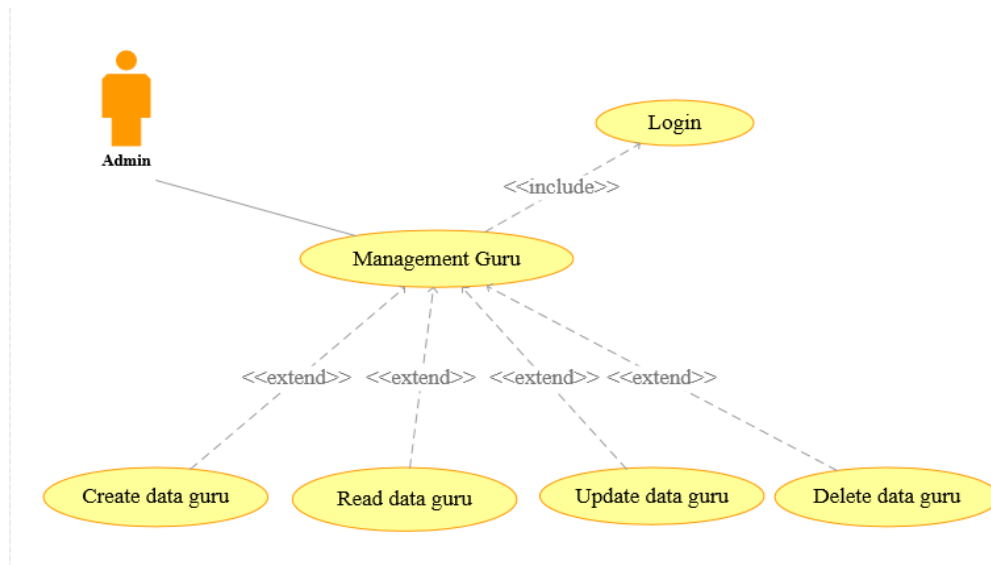 Login
Admin
<<include>>
Management Guru
<<extend>> <<extend>> <<extend>> <<extend>>
Create data guru Read data guru Update data guru Delete data guru